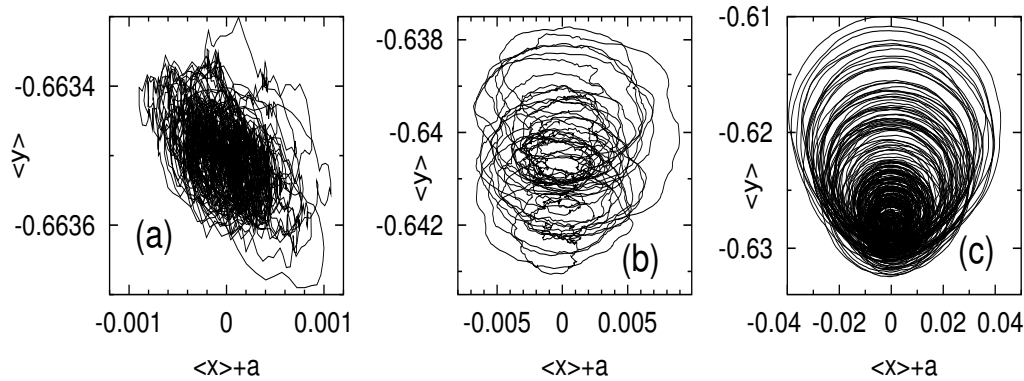 <y>
-0.6634
-0.6636
(a)
-0.001
0
0.001
<x>+a
<y>
-0.638
-0.64
-0.642
(b)
-0.005
0
0.005
<x>+a
<y>
-0.61
-0.62
-0.63
(c)
-0.04
-0.02
0
0.02
0.04
<x>+a